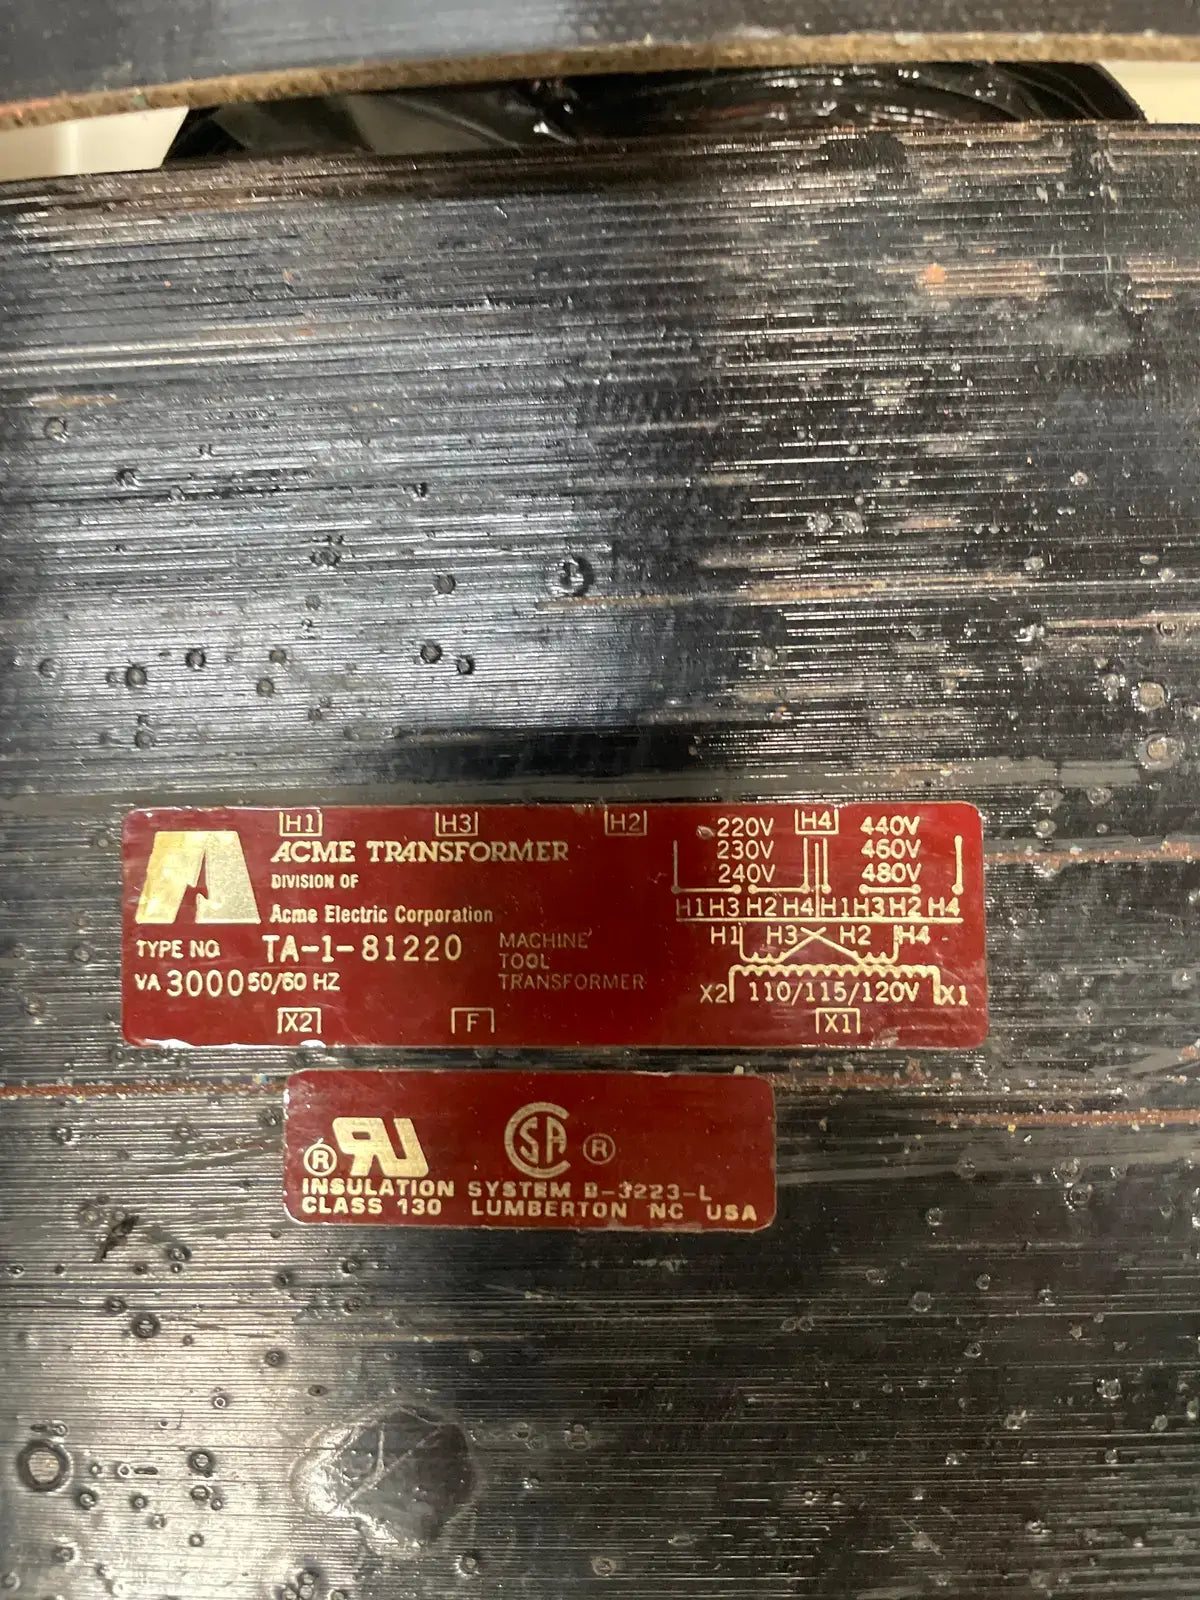 H1 H3 H2 H4
ACME TRANSFORMER
DIVISION OF
Acme Electric Corporation
TYPE NO. TA-1-81220
VA 3000 50/60 HZ
MACHINE
TOOL
TRANSFORMER
220V 440V
230V 460V
240V 480V
H1 H3 H2 H4 H1 H3 H2 H4
H1 H3 H2 H4
X2 110/115/120V X1
X2 F X1
® RU CSA ®
INSULATION SYSTEM B-3223-L
CLASS 130 LUMBERTON NC USA